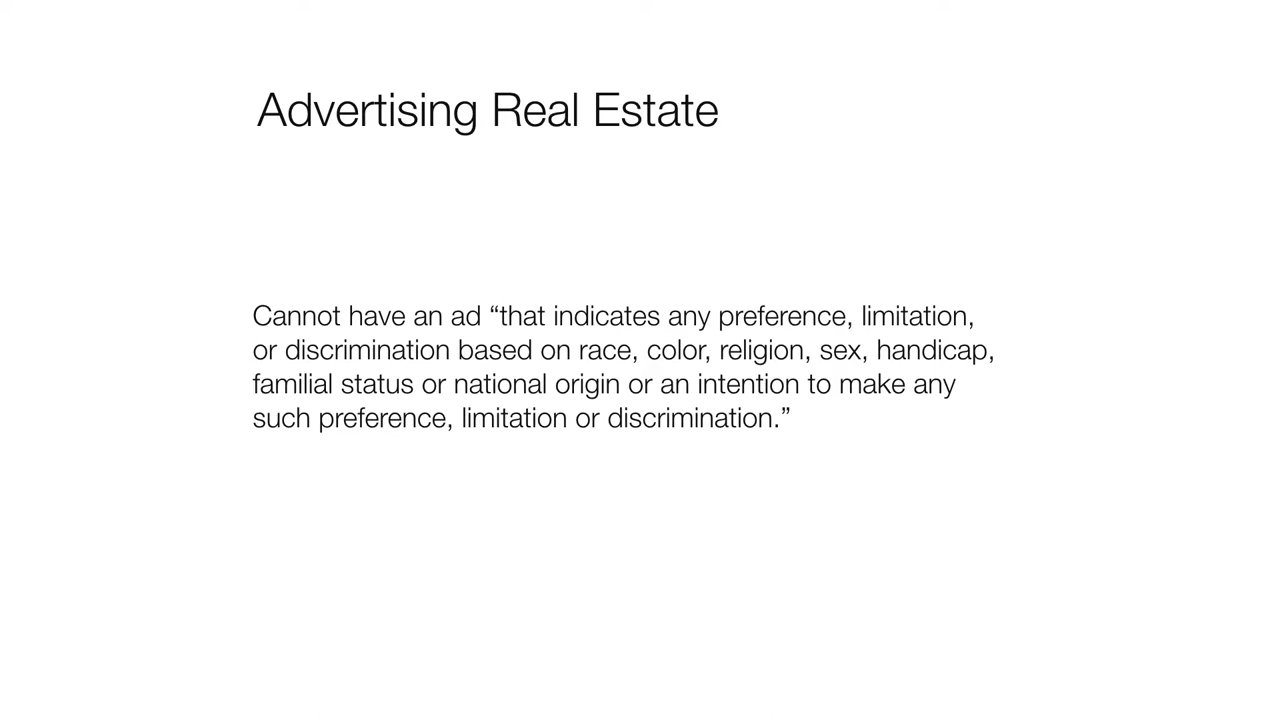 Advertising Real Estate
Cannot have an ad “that indicates any preference, limitation,
or discrimination based on race, color, religion, sex, handicap,
familial status or national origin or an intention to make any
such preference, limitation or discrimination.”